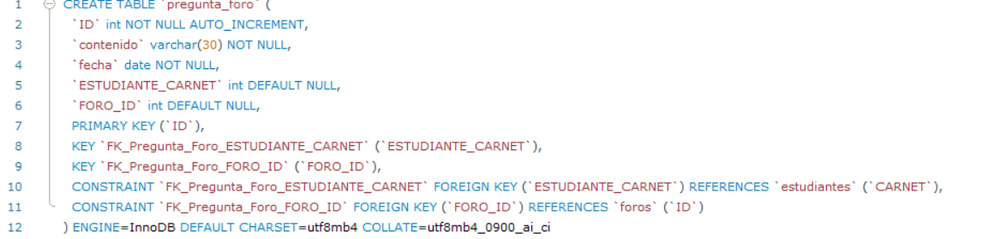 1 CREATE TABLE `pregunta_foro` (
2 `ID` int NOT NULL AUTO_INCREMENT,
3 `contenido` varchar(30) NOT NULL,
4 `fecha` date NOT NULL,
5 `ESTUDIANTE_CARNET` int DEFAULT NULL,
6 `FORO_ID` int DEFAULT NULL,
7 PRIMARY KEY (`ID`),
8 KEY `FK_Pregunta_Foro_ESTUDIANTE_CARNET` (`ESTUDIANTE_CARNET`),
9 KEY `FK_Pregunta_Foro_FORO_ID` (`FORO_ID`),
10 CONSTRAINT `FK_Pregunta_Foro_ESTUDIANTE_CARNET` FOREIGN KEY (`ESTUDIANTE_CARNET`) REFERENCES `estudiantes` (`CARNET`),
11 CONSTRAINT `FK_Pregunta_Foro_FORO_ID` FOREIGN KEY (`FORO_ID`) REFERENCES `foros` (`ID`)
12 ) ENGINE=InnoDB DEFAULT CHARSET=utf8mb4 COLLATE=utf8mb4_0900_ai_ci